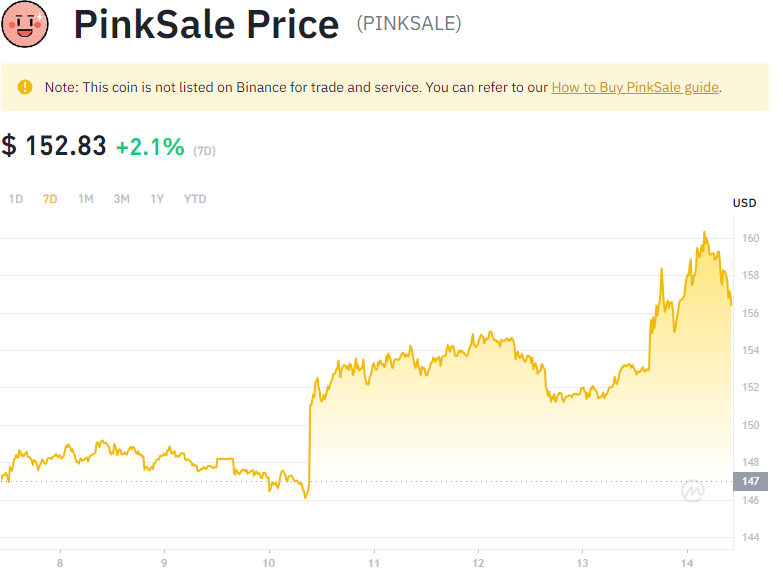 PinkSale Price (PINKSALE)
Note: This coin is not listed on Binance for trade and service. You can refer to our How to Buy PinkSale guide.
$ 152.83 +2.1% (7D)
1D 7D 1M 3M 1Y YTD
USD
160
158
156
154
152
150
148
147
146
144
8 9 10 11 12 13 14